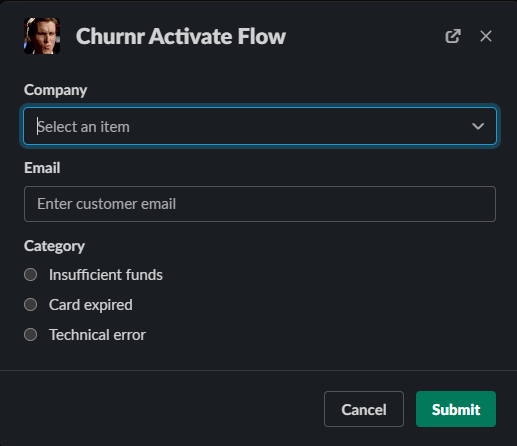 Churnr Activate Flow
Company
Select an item
Email
Enter customer email
Category
Insufficient funds
Card expired
Technical error
Cancel
Submit